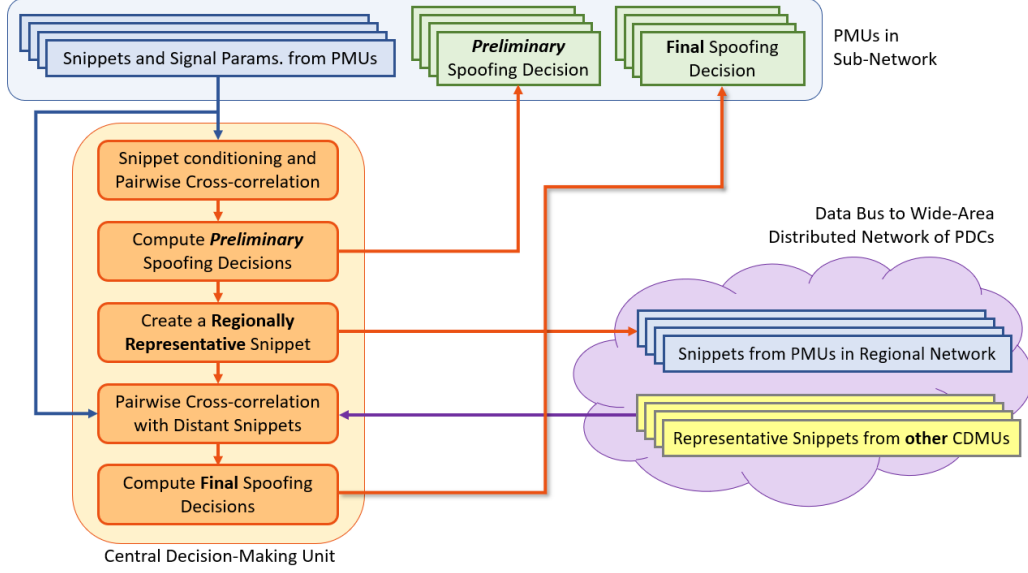 Snippets and Signal Params. from PMUs
Preliminary
Spoofing Decision
Final Spoofing
Decision
PMUs in
Sub-Network
Snippet conditioning and
Pairwise Cross-correlation
Compute Preliminary
Spoofing Decisions
Create a Regionally
Representative Snippet
Pairwise Cross-correlation
with Distant Snippets
Compute Final Spoofing
Decisions
Central Decision-Making Unit
Data Bus to Wide-Area
Distributed Network of PDCs
Snippets from PMUs in Regional Network
Representative Snippets from other CDMUs